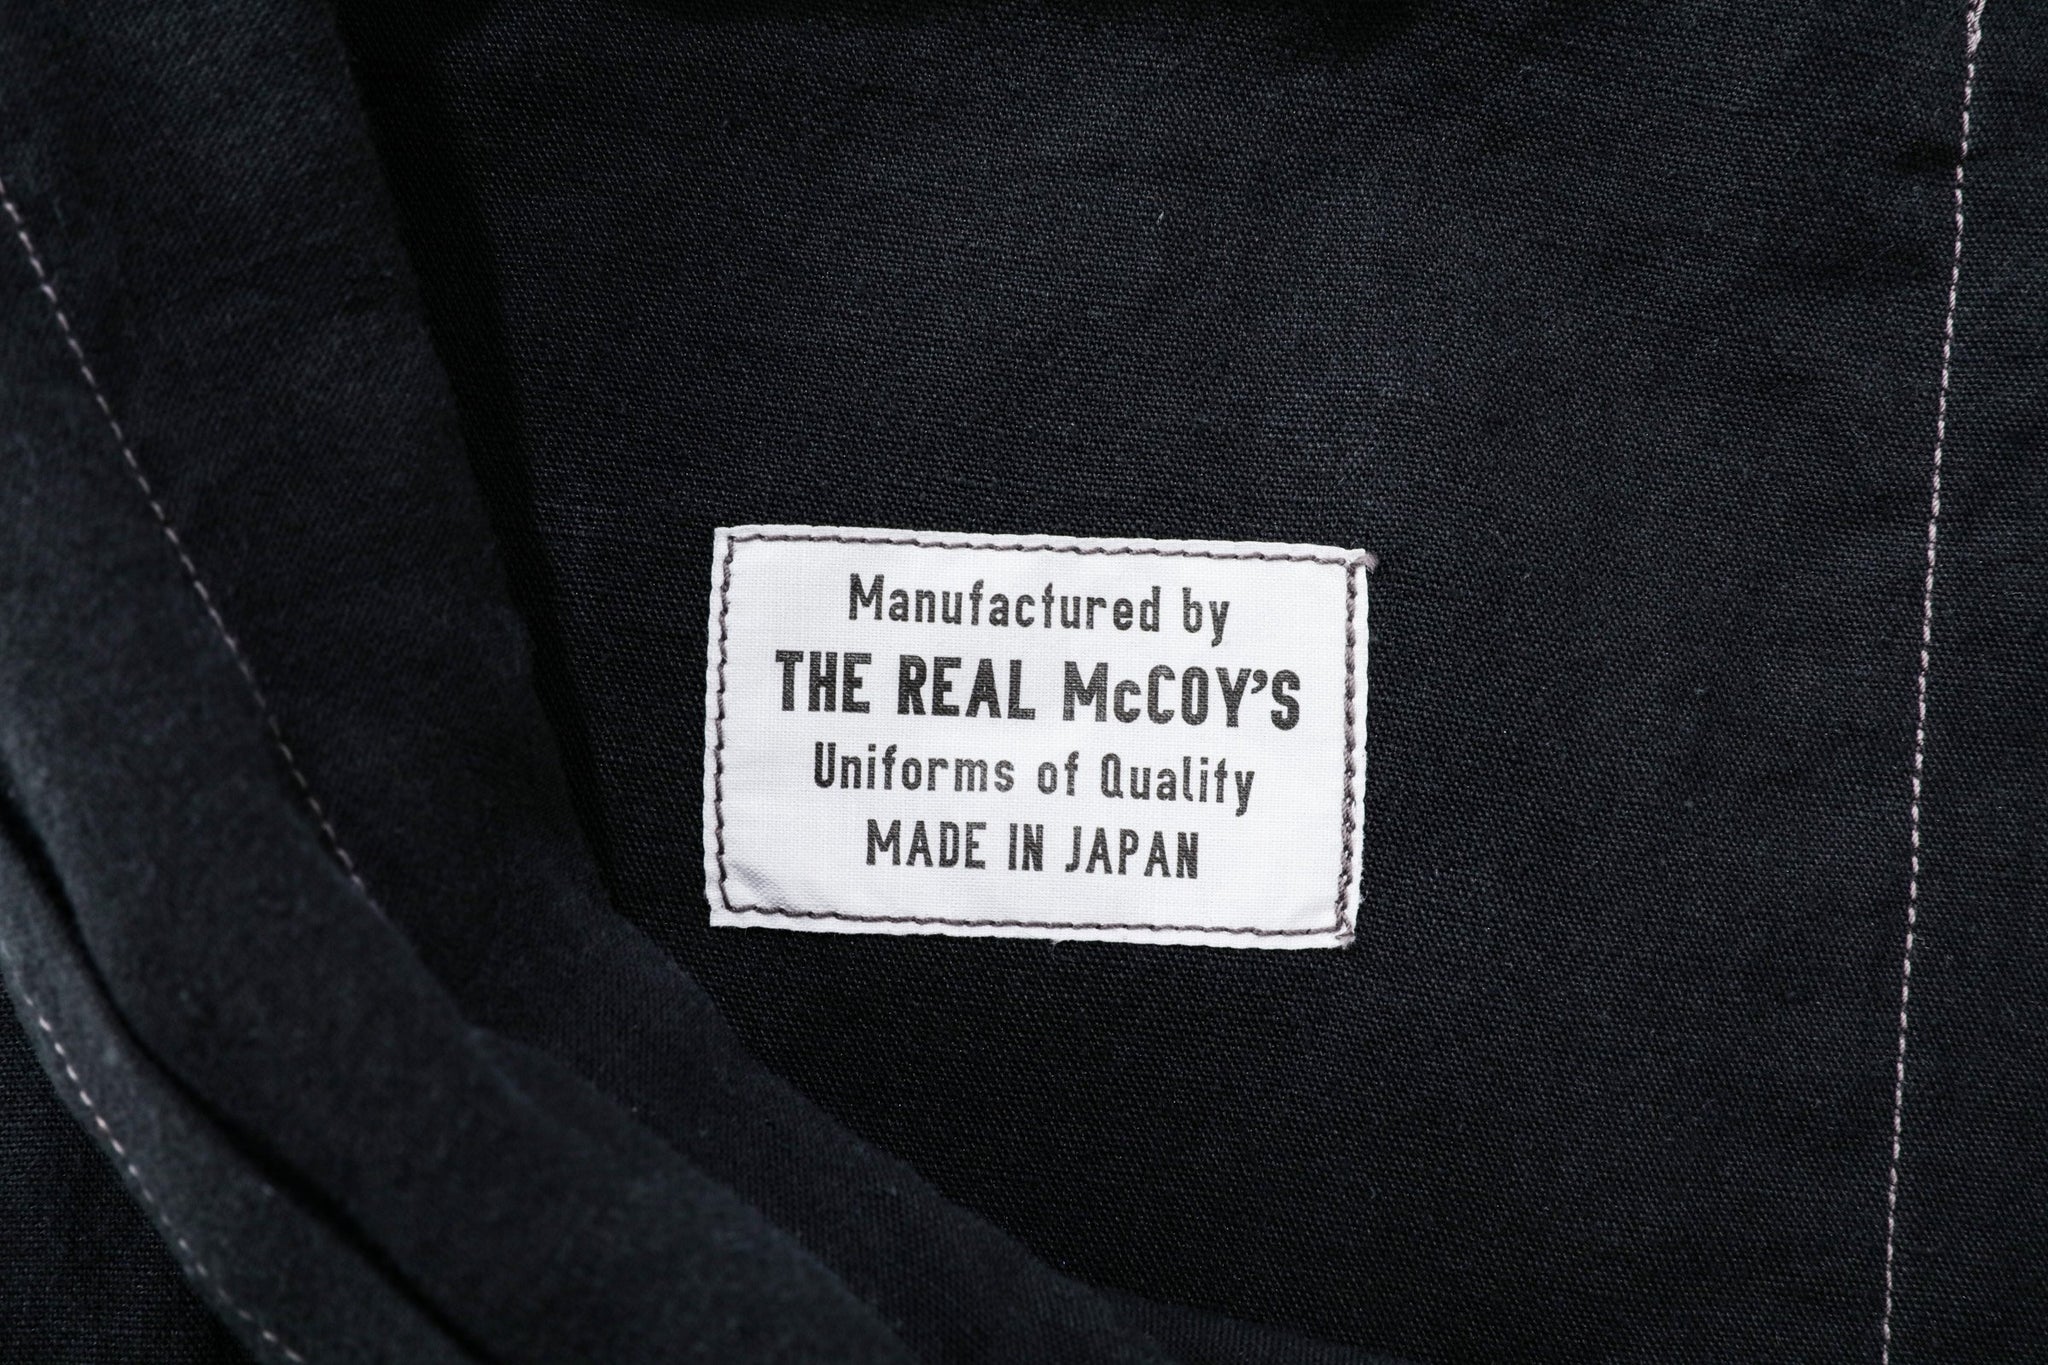 Manufactured by
THE REAL McCOY'S
Uniforms of Quality
MADE IN JAPAN